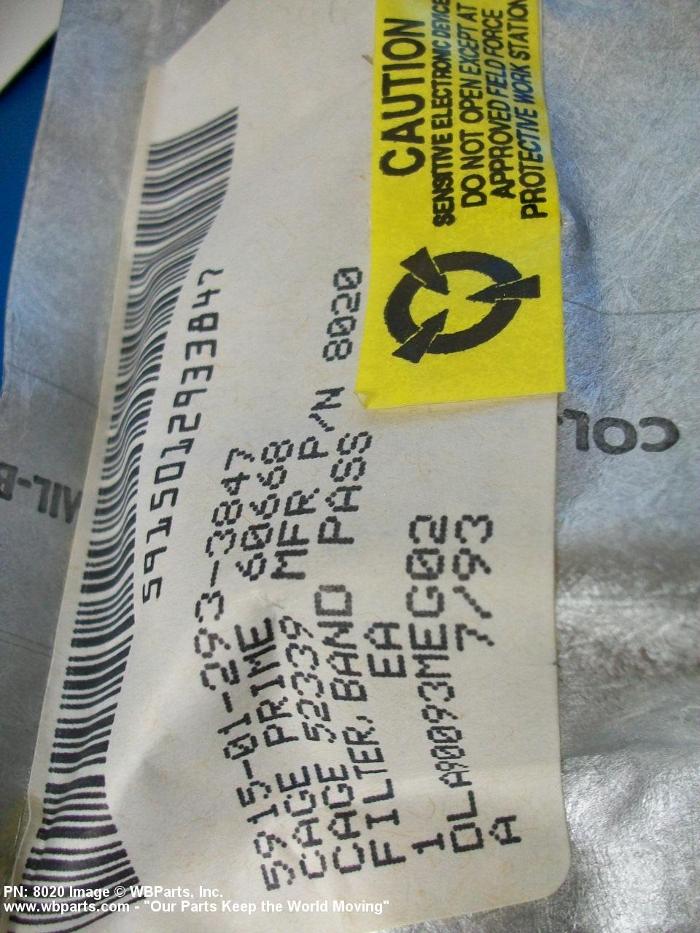 5915012933847
5915-01-293-3847
CAGE PRIME 60668
CAGE 52339 MFR P/N 8020
FILTER, BAND PASS
1 EA
DLA90093MEG02
A 7/93
CAUTION
SENSITIVE ELECTRONIC DEVICE
DO NOT OPEN EXCEPT AT
APPROVED FIELD FORCE
PROTECTIVE WORK STATION
COL.
AIL-B
PN: 8020 Image © WBParts, Inc.
www.wbparts.com - "Our Parts Keep the World Moving"